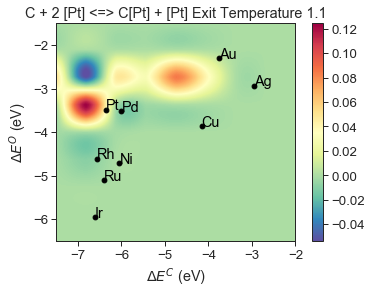 C + 2 [Pt] <=> C[Pt] + [Pt] Exit Temperature 1.1
ΔE^O (eV)
−2
−3
−4
−5
−6
Au
Ag
Pt
Pd
Cu
Rh
Ni
Ru
Ir
−7 −6 −5 −4 −3 −2
ΔE^C (eV)
0.12
0.10
0.08
0.06
0.04
0.02
0.00
−0.02
−0.04